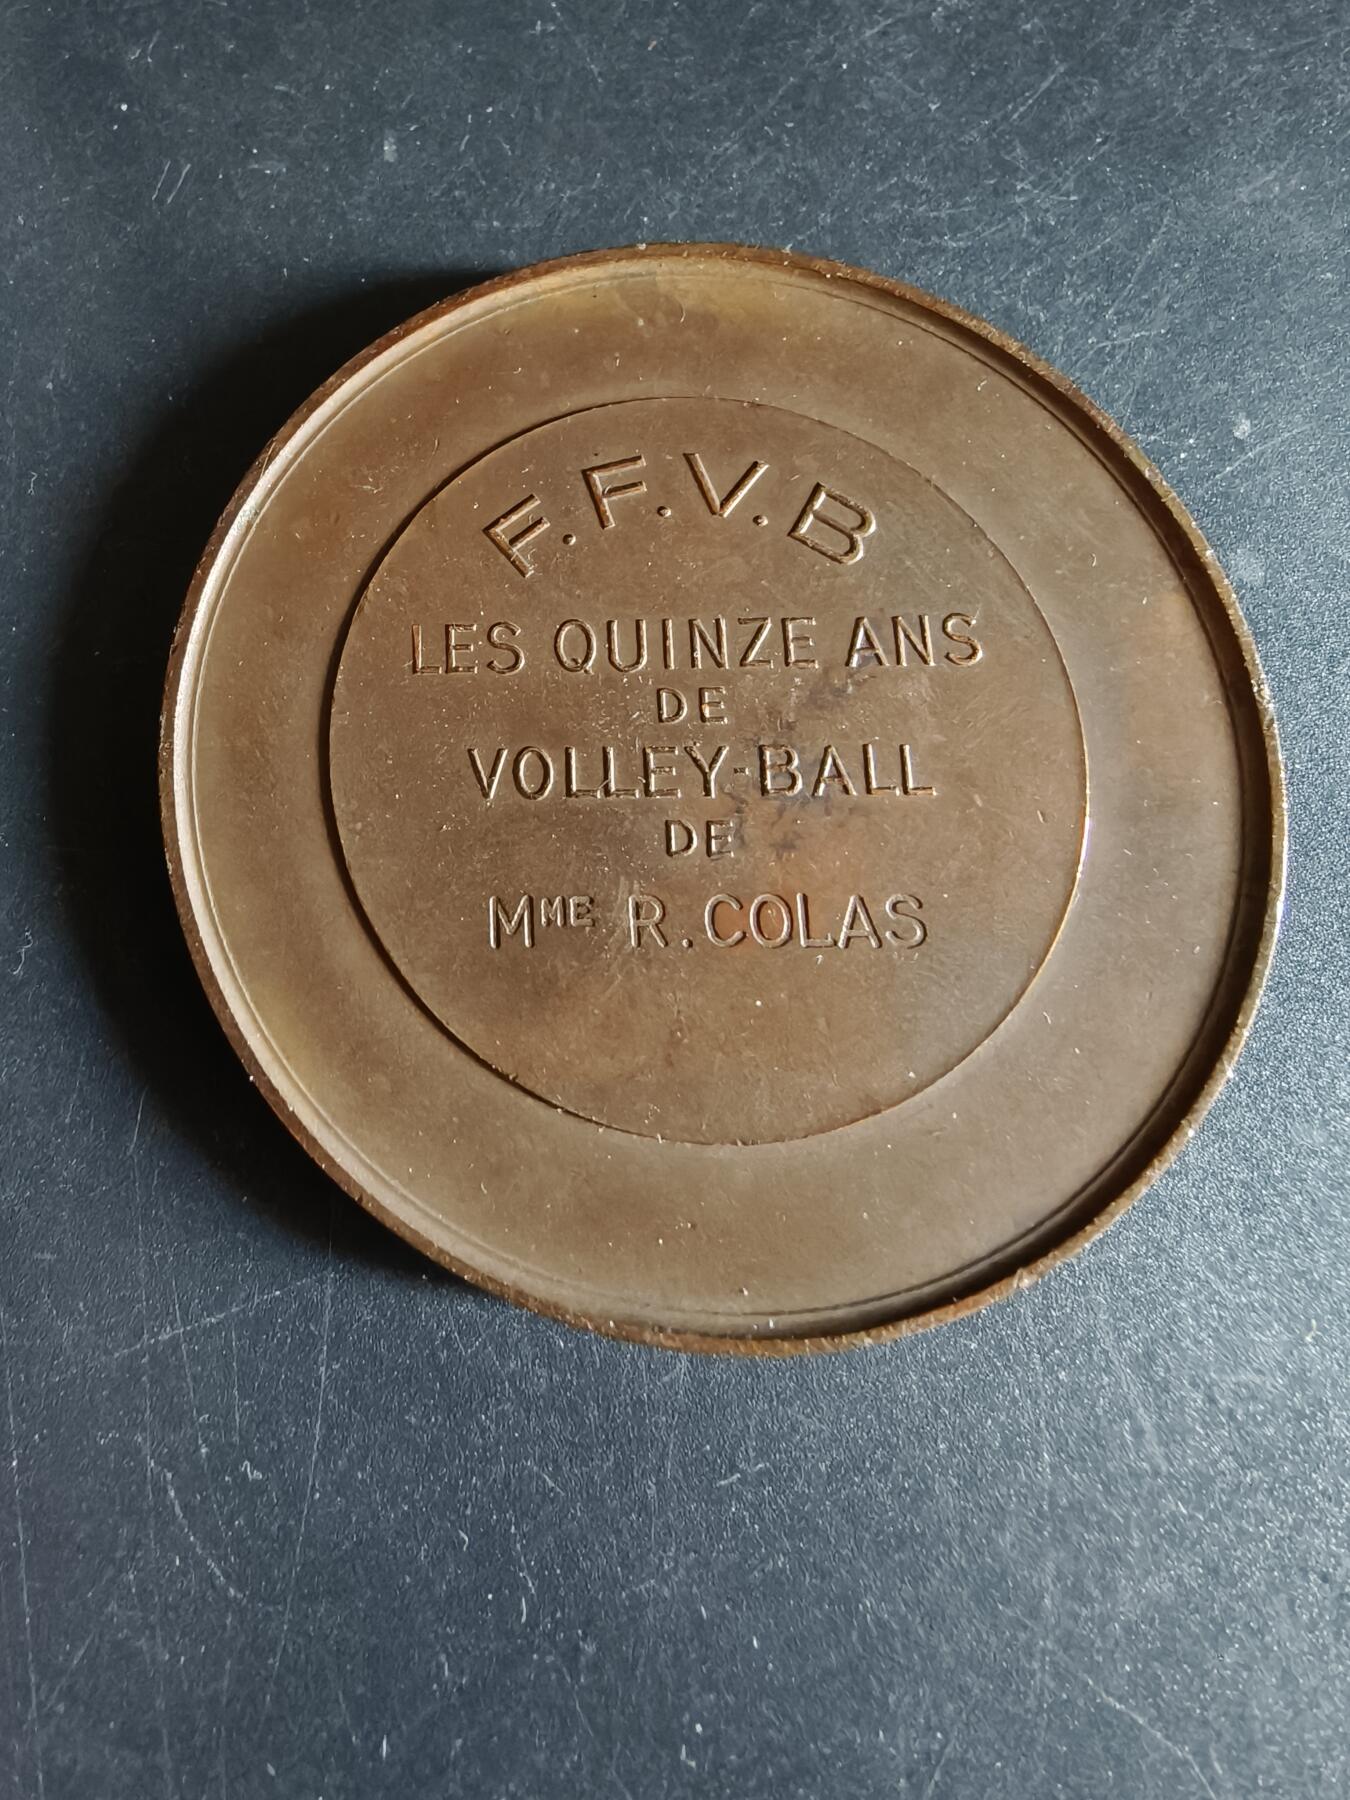 F.F.V.B
LES QUINZE ANS
DE
VOLLEY-BALL
DE
MME R.COLAS